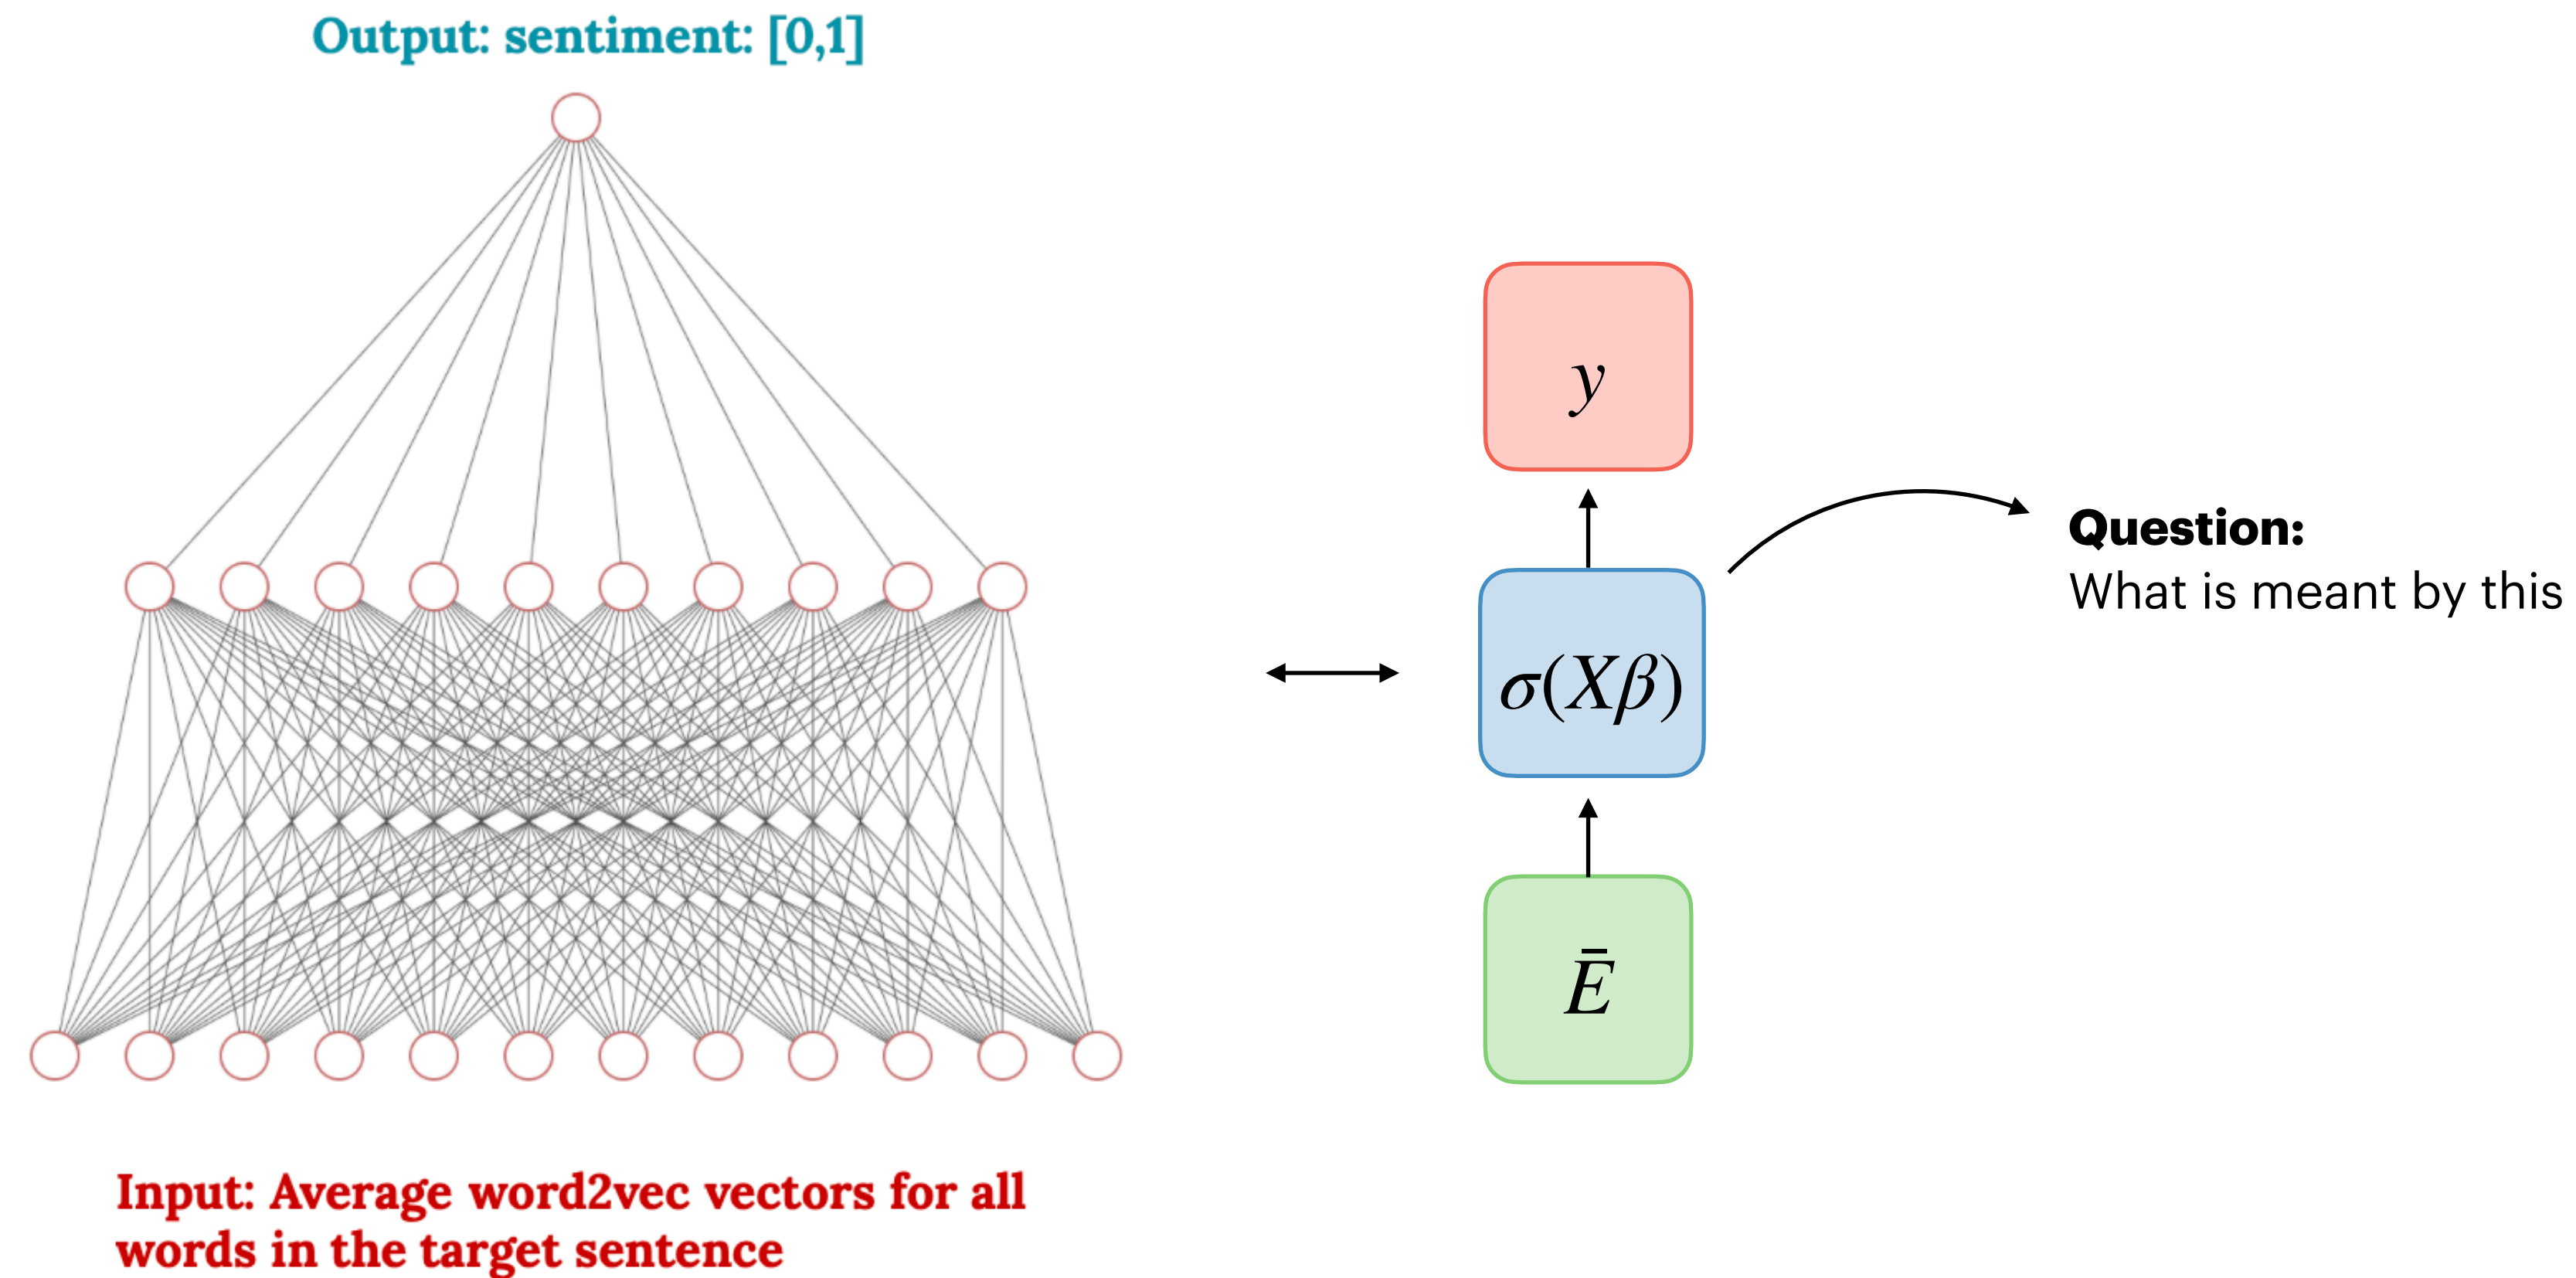 Output: sentiment: [0,1]
y
Question:
What is meant by this
σ(Xβ)
Ē
Input: Average word2vec vectors for all
words in the target sentence